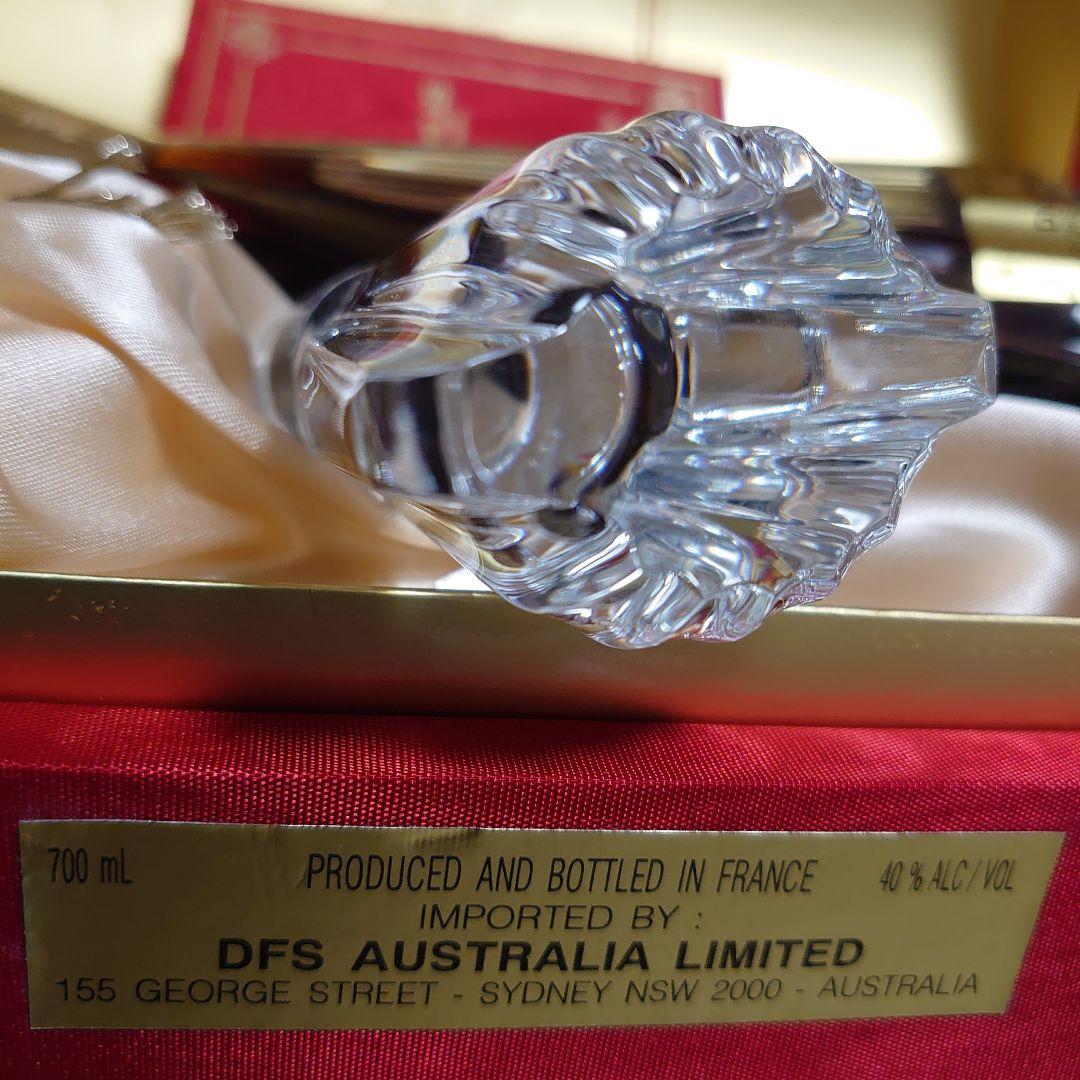 700 mL PRODUCED AND BOTTLED IN FRANCE 40 % ALC / VOL
IMPORTED BY :
DFS AUSTRALIA LIMITED
155 GEORGE STREET - SYDNEY NSW 2000 - AUSTRALIA